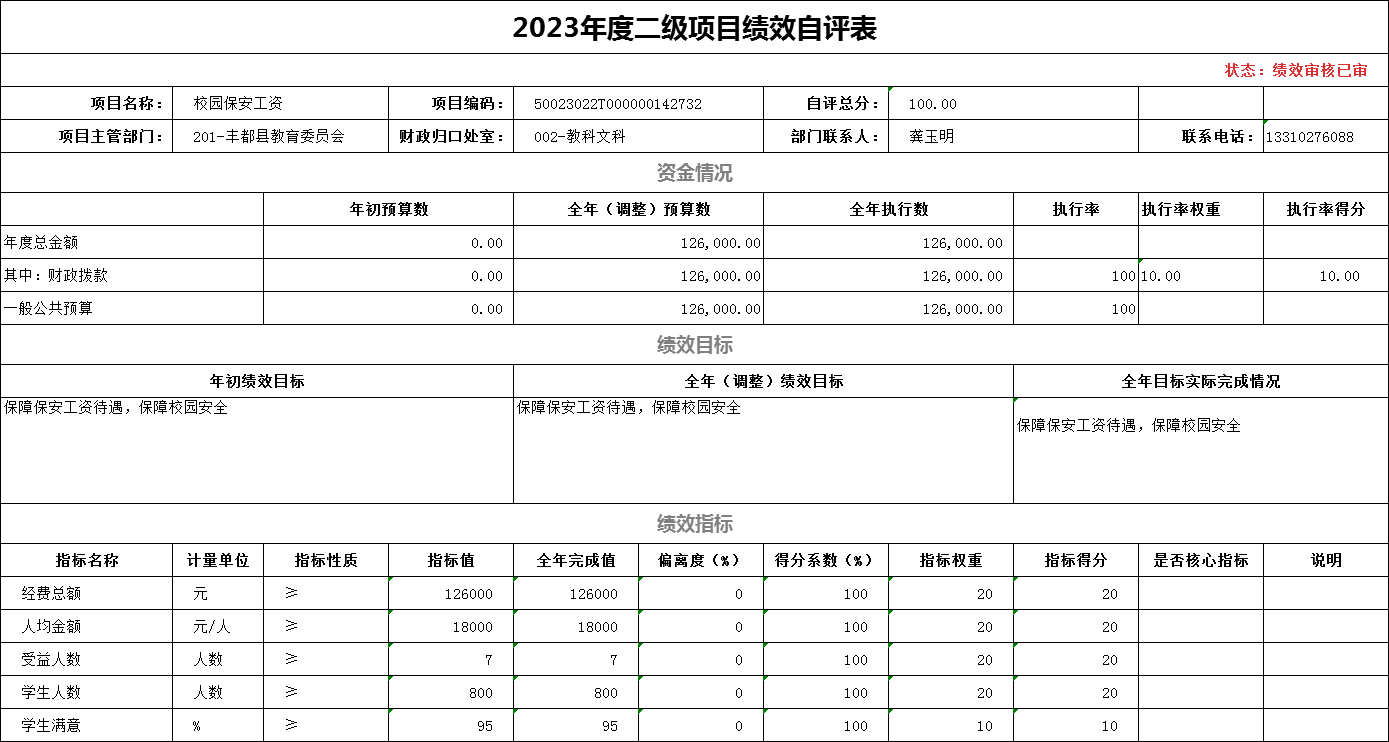 2023年度二级项目绩效自评表
状态：绩效审核已审
项目名称： 校园保安工资 项目编码： 50023022T000000142732 自评总分： 100.00
项目主管部门： 201-丰都县教育委员会 财政归口处室： 002-教科文科 部门联系人： 龚玉明 联系电话： 13310276088
资金情况
年初预算数 全年（调整）预算数 全年执行数 执行率 执行率权重 执行率得分
年度总金额 0.00 126,000.00 126,000.00
其中：财政拨款 0.00 126,000.00 126,000.00 100 10.00 10.00
一般公共预算 0.00 126,000.00 126,000.00 100
绩效目标
年初绩效目标 全年（调整）绩效目标 全年目标实际完成情况
保障保安工资待遇，保障校园安全 保障保安工资待遇，保障校园安全 保障保安工资待遇，保障校园安全
绩效指标
指标名称 计量单位 指标性质 指标值 全年完成值 偏离度（%） 得分系数（%） 指标权重 指标得分 是否核心指标 说明
经费总额 元 ≥ 126000 126000 0 100 20 20
人均金额 元/人 ≥ 18000 18000 0 100 20 20
受益人数 人数 ≥ 7 7 0 100 20 20
学生人数 人数 ≥ 800 800 0 100 20 20
学生满意 % ≥ 95 95 0 100 10 10